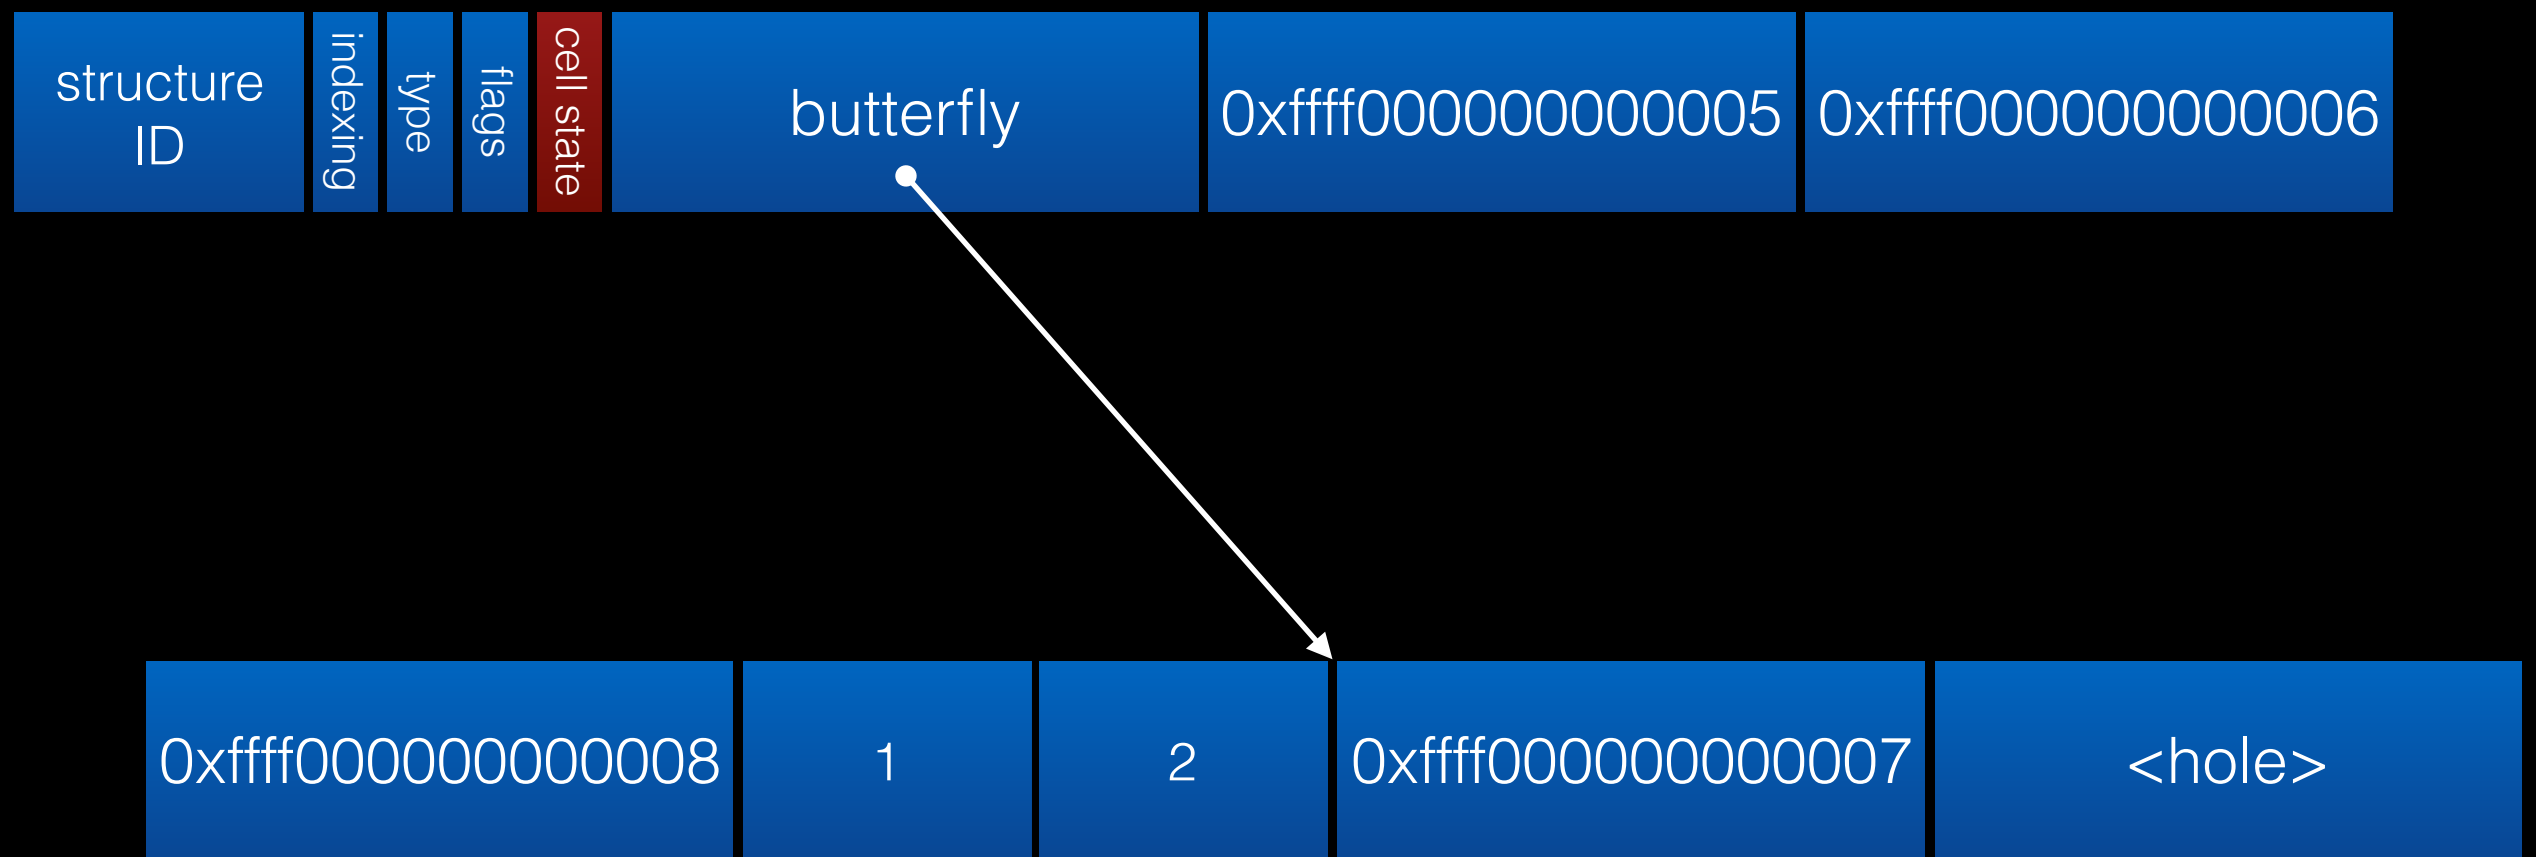 structure
ID
indexing
type
flags
cell state
butterfly
0xffff000000000005
0xffff000000000006
0xffff000000000008
1
2
0xffff000000000007
<hole>